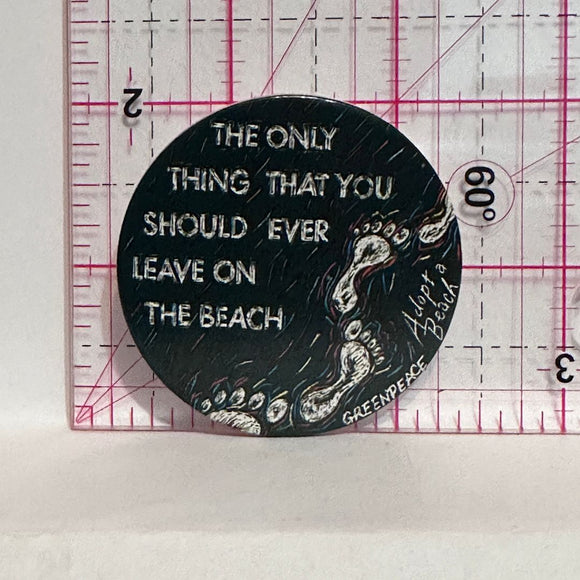 2
THE ONLY
THING THAT YOU
SHOULD EVER
LEAVE ON
THE BEACH
Adopt a
Beach
GREENPEACE
60°
3